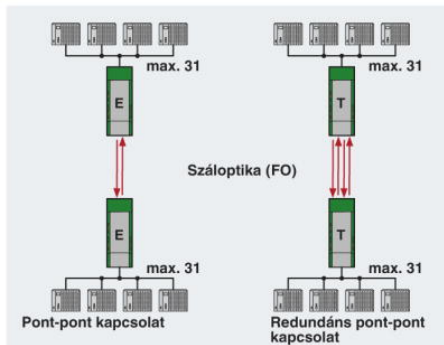 max. 31
max. 31
E
T
Száloptika (FO)
E
T
max. 31
max. 31
Pont-pont kapcsolat
Redundáns pont-pont
kapcsolat